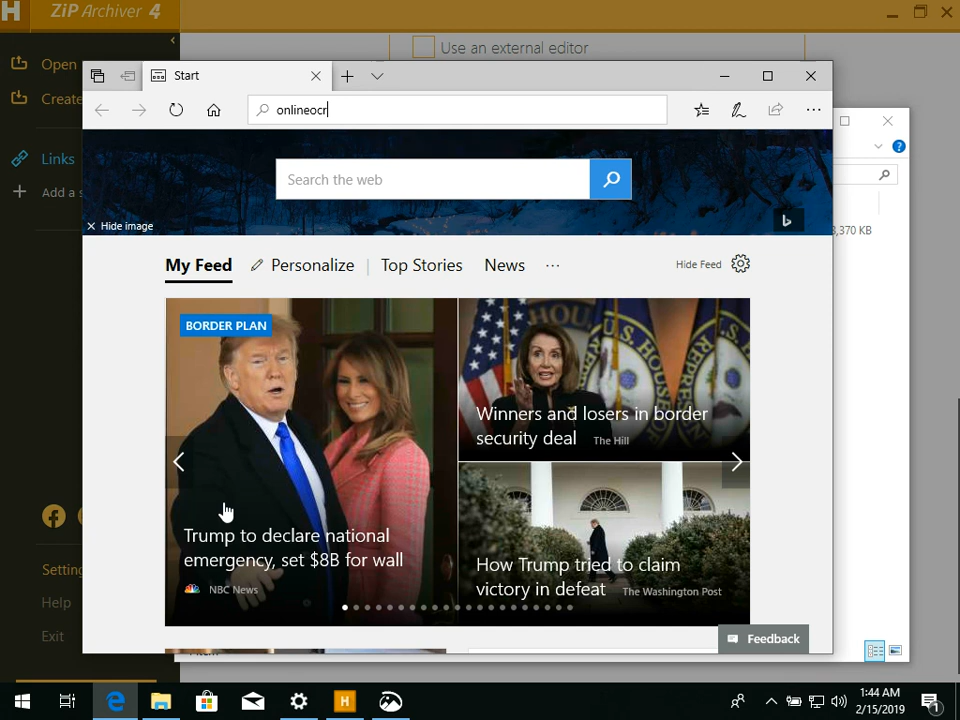 H ZiP Archiver 4
Use an external editor
Open
Create
Links
Add a s
Settin
Help
Exit
Start
onlineocr
Search the web
b
Hide image
My Feed Personalize Top Stories News ··· Hide Feed
BORDER PLAN
Trump to declare national
emergency, set $8B for wall
NBC News
Winners and losers in border
security deal The Hill
How Trump tried to claim
victory in defeat The Washington Post
Feedback
3,370 KB
1:44 AM
2/15/2019
1